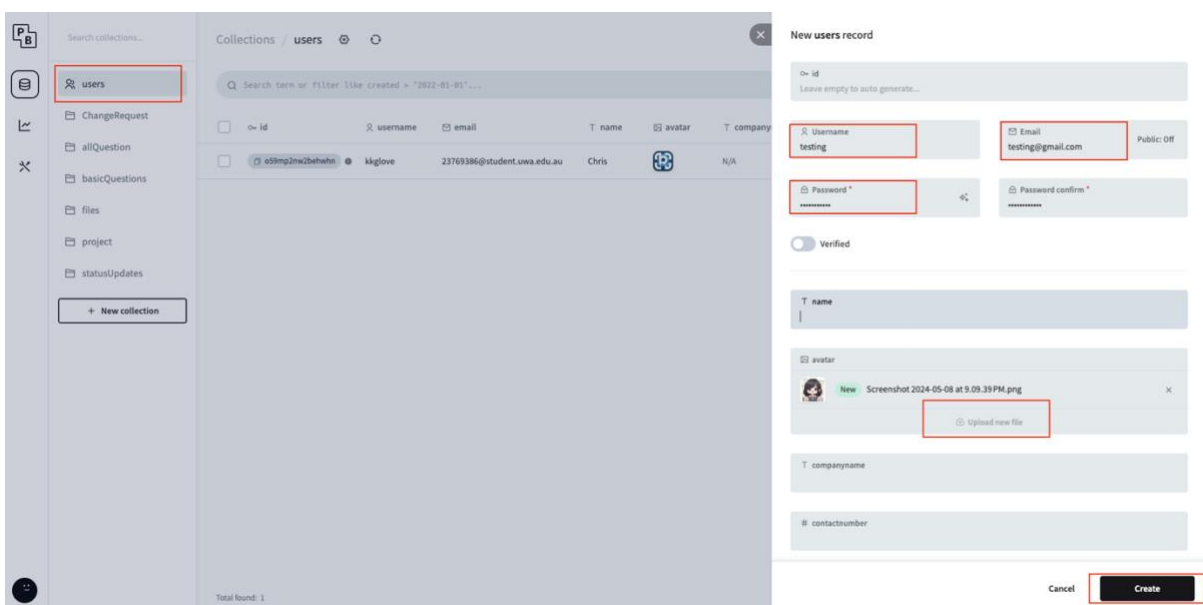 PB
Search collections...
users
ChangeRequest
allQuestion
basicQuestions
files
project
statusUpdates
+ New collection
Collections / users
Search term or filter like created > "2022-01-01"...
id username email name avatar company
o59mp2nw2behwhn kkglove 23769386@student.uwa.edu.au Chris N/A
Total found: 1
New users record
id
Leave empty to auto generate...
Username
testing
Email
testing@gmail.com
Public: Off
Password *
Password confirm *
Verified
name
avatar
New Screenshot 2024-05-08 at 9.09.39 PM.png
Upload new file
companyname
# contactnumber
Cancel
Create